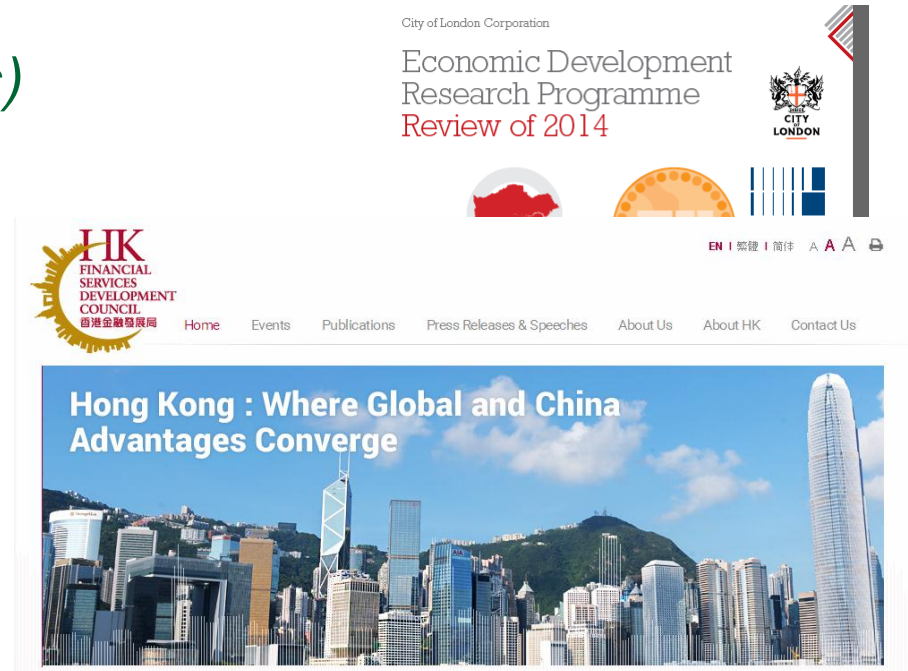 )
City of London Corporation
Economic Development
Research Programme
Review of 2014
CITY
OF
LONDON
HK
FINANCIAL
SERVICES
DEVELOPMENT
COUNCIL
香港金融發展局
EN | 繁體 | 简体 A A A
Home Events Publications Press Releases & Speeches About Us About HK Contact Us
Hong Kong : Where Global and China
Advantages Converge
AIA